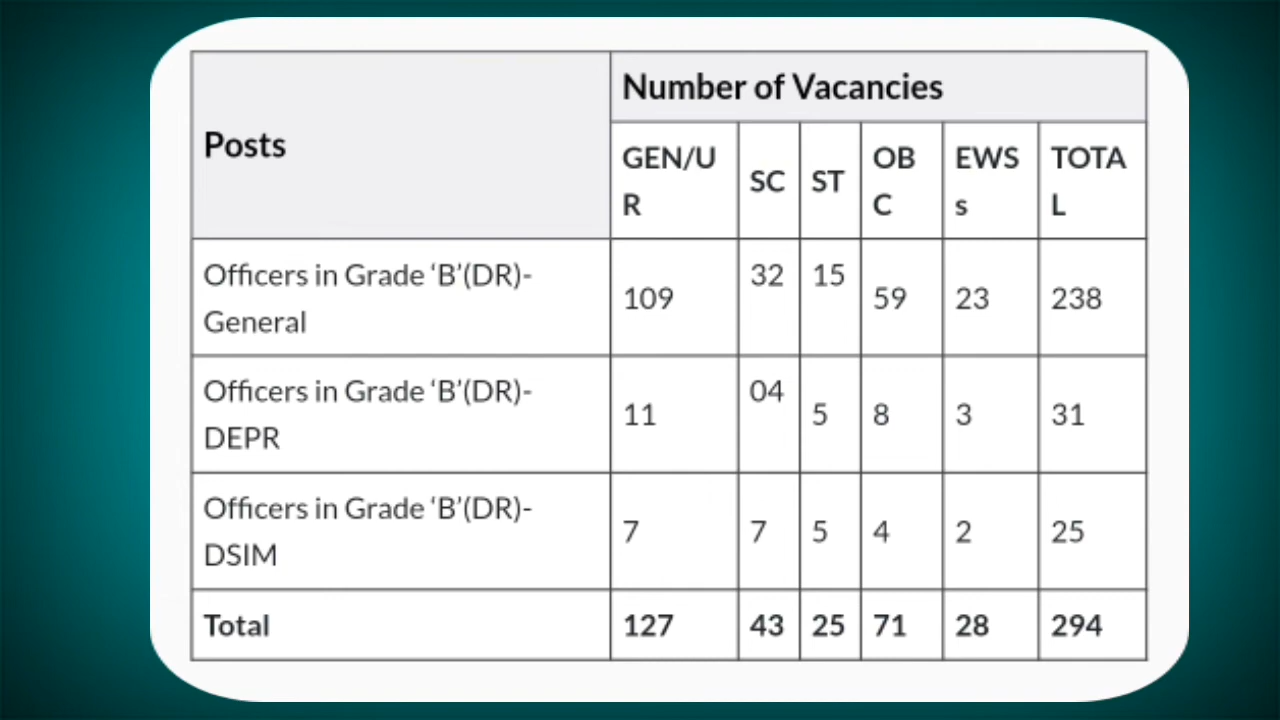 Posts
Number of Vacancies
GEN/U
R
SC
ST
OB
C
EWS
s
TOTA
L
Officers in Grade ‘B’(DR)-
General
109
32
15
59
23
238
Officers in Grade ‘B’(DR)-
DEPR
11
04
5
8
3
31
Officers in Grade ‘B’(DR)-
DSIM
7
7
5
4
2
25
Total
127
43
25
71
28
294